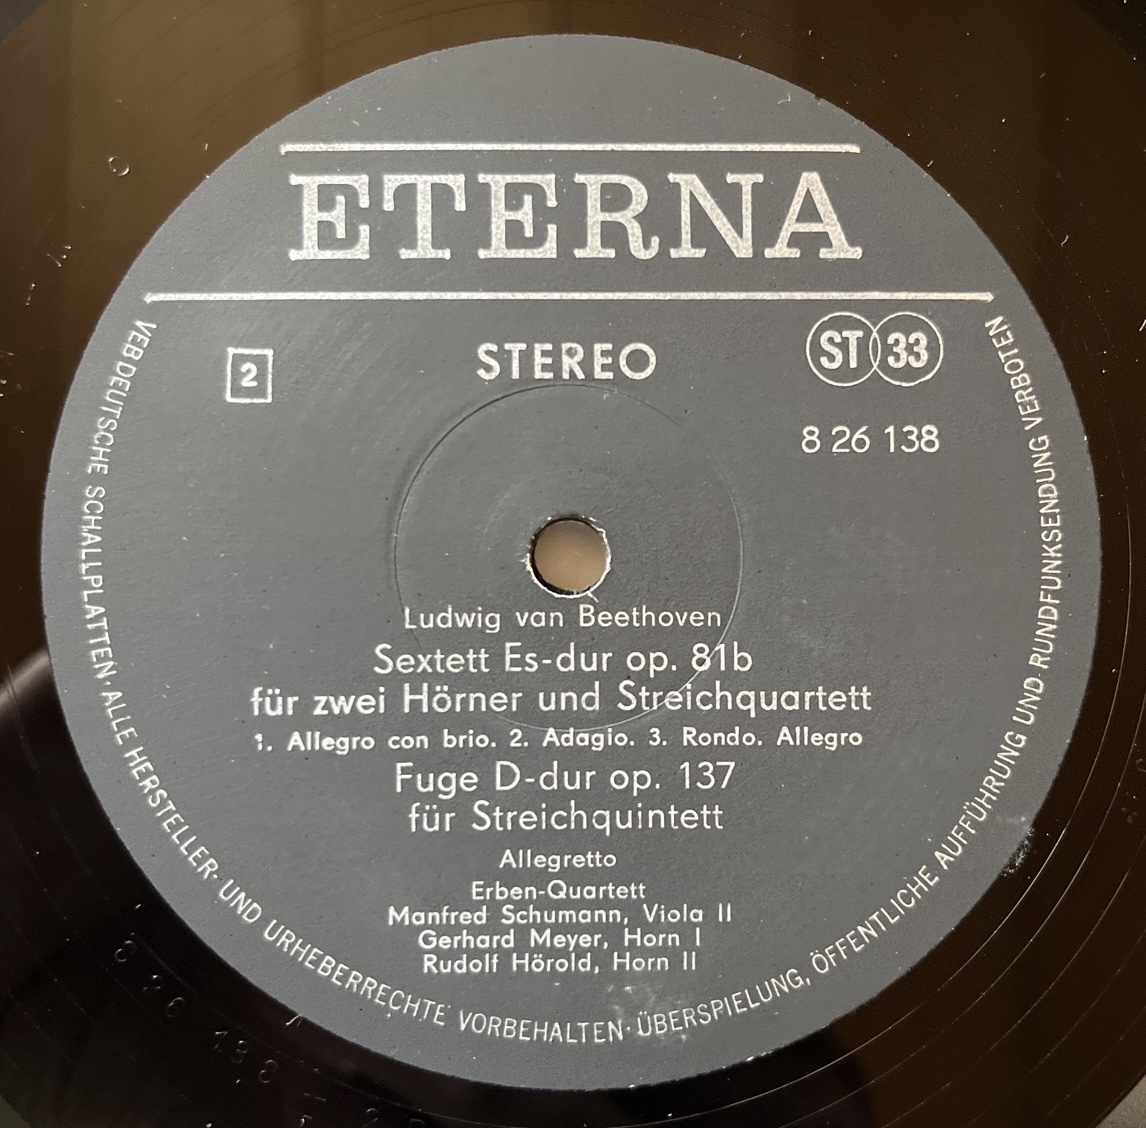 ETERNA
2
STEREO
ST 33
8 26 138
Ludwig van Beethoven
Sextett Es-dur op. 81b
für zwei Hörner und Streichquartett
1. Allegro con brio. 2. Adagio. 3. Rondo. Allegro
Fuge D-dur op. 137
für Streichquintett
Allegretto
Erben-Quartett
Manfred Schumann, Viola II
Gerhard Meyer, Horn I
Rudolf Hörold, Horn II
VEB DEUTSCHE SCHALLPLATTEN · ALLE HERSTELLER- UND URHEBERRECHTE VORBEHALTEN · ÜBERSPIELUNG, ÖFFENTLICHE AUFFÜHRUNG UND RUNDFUNKSENDUNG VERBOTEN